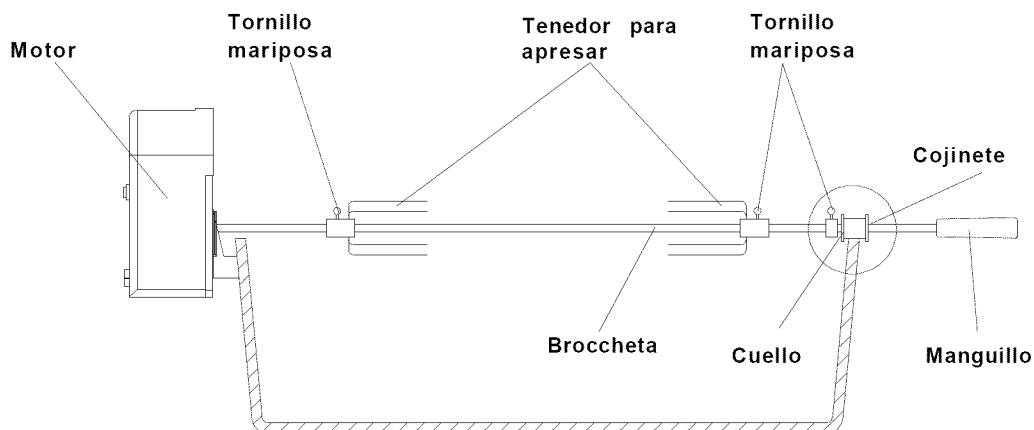 Motor
Tornillo
mariposa
Tenedor para
apresar
Tornillo
mariposa
Cojinete
Broccheta
Cuello
Manguillo